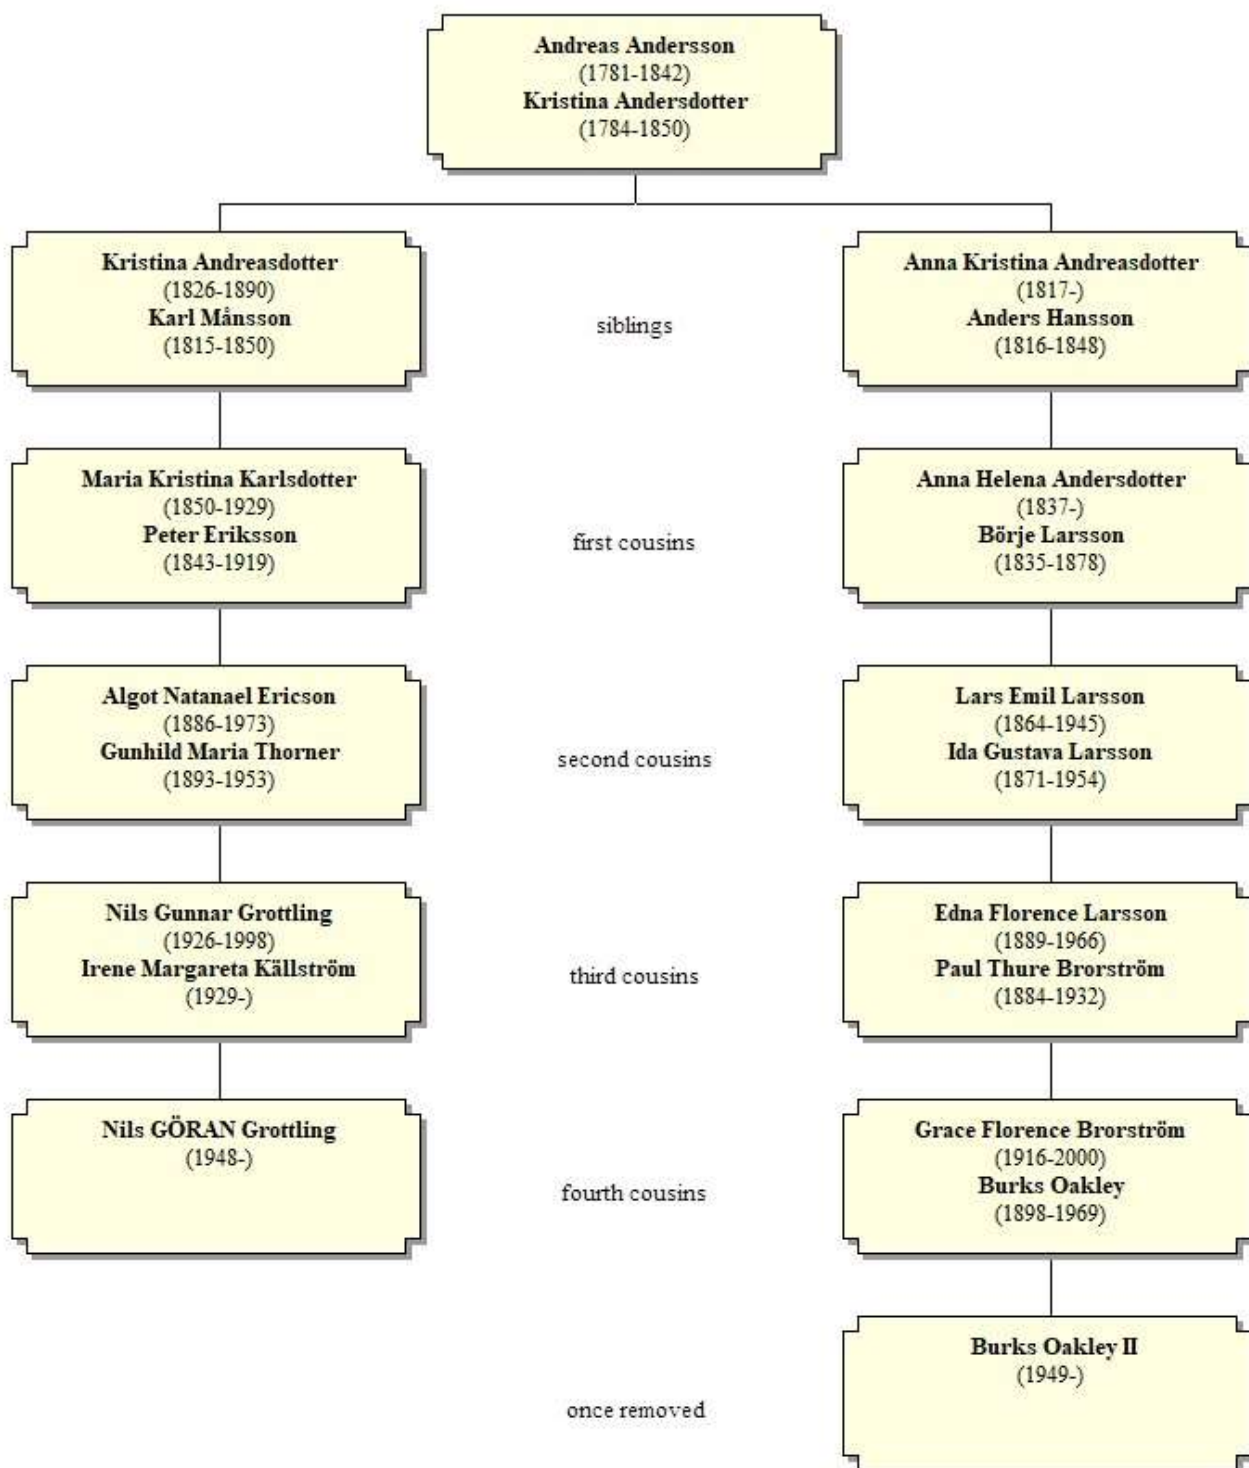 Andreas Andersson
(1781-1842)
Kristina Andersdotter
(1784-1850)
Kristina Andreasdotter
(1826-1890)
Karl Månsson
(1815-1850)
siblings
Anna Kristina Andreasdotter
(1817-)
Anders Hansson
(1816-1848)
Maria Kristina Karlsdotter
(1850-1929)
Peter Eriksson
(1843-1919)
first cousins
Anna Helena Andersdotter
(1837-)
Börje Larsson
(1835-1878)
Algot Natanael Ericson
(1886-1973)
Gunhild Maria Thorner
(1893-1953)
second cousins
Lars Emil Larsson
(1864-1945)
Ida Gustava Larsson
(1871-1954)
Nils Gunnar Grottling
(1926-1998)
Irene Margareta Källström
(1929-)
third cousins
Edna Florence Larsson
(1889-1966)
Paul Thure Brorström
(1884-1932)
Nils GÖRAN Grottling
(1948-)
fourth cousins
Grace Florence Brorström
(1916-2000)
Burks Oakley
(1898-1969)
once removed
Burks Oakley II
(1949-)